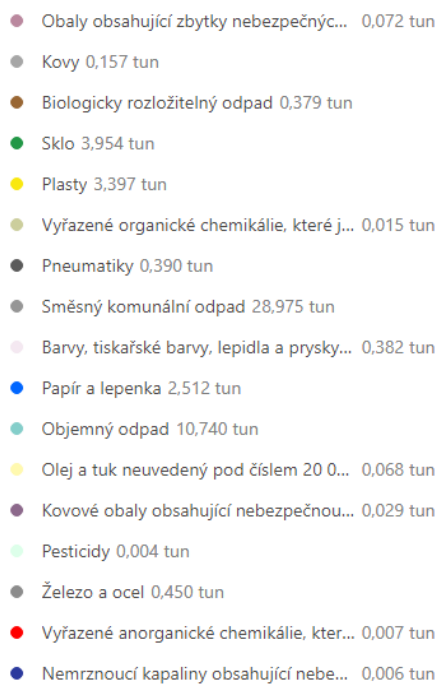 Obaly obsahující zbytky nebezpečnýc... 0,072 tun
Kovy 0,157 tun
Biologicky rozložitelný odpad 0,379 tun
Sklo 3,954 tun
Plasty 3,397 tun
Vyřazené organické chemikálie, které j... 0,015 tun
Pneumatiky 0,390 tun
Směsný komunální odpad 28,975 tun
Barvy, tiskařské barvy, lepidla a prysky... 0,382 tun
Papír a lepenka 2,512 tun
Objemný odpad 10,740 tun
Olej a tuk neuvedený pod číslem 20 0... 0,068 tun
Kovové obaly obsahující nebezpečnou... 0,029 tun
Pesticidy 0,004 tun
Železo a ocel 0,450 tun
Vyřazené anorganické chemikálie, kter... 0,007 tun
Nemrznoucí kapaliny obsahující nebe... 0,006 tun